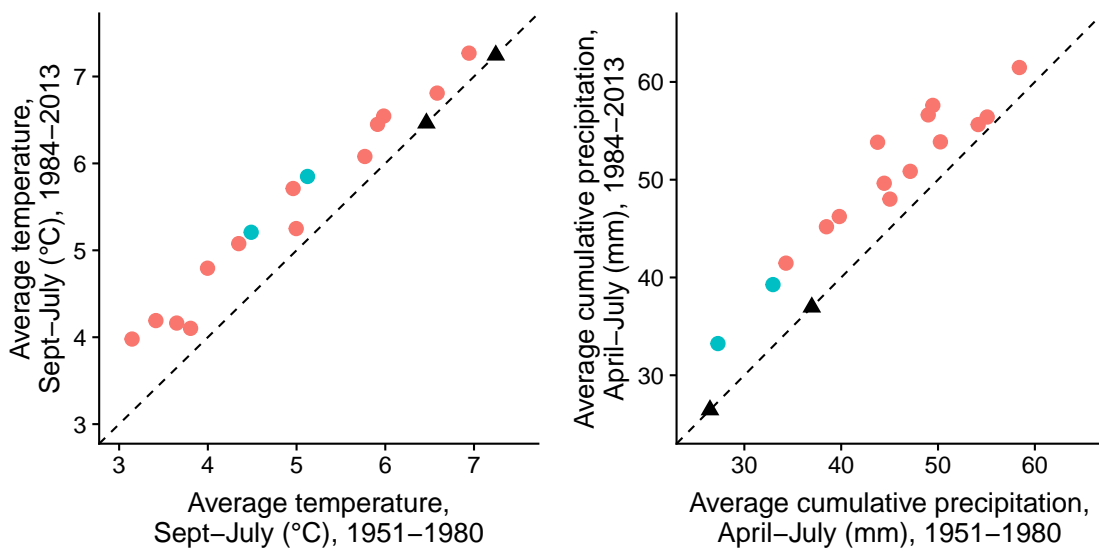 Average temperature,
Sept−July (°C), 1984−2013
7
6
5
4
3
3 4 5 6 7
Average temperature,
Sept−July (°C), 1951−1980
Average cumulative precipitation,
April−July (mm), 1984−2013
60
50
40
30
30 40 50 60
Average cumulative precipitation,
April−July (mm), 1951−1980